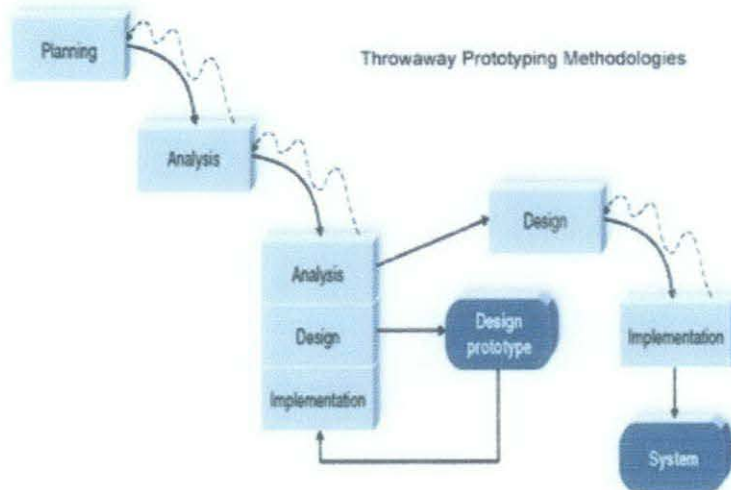 Planning
Throwaway Prototyping Methodologies
Analysis
Design
Analysis
Design
Implementation
Design
prototype
Implementation
System